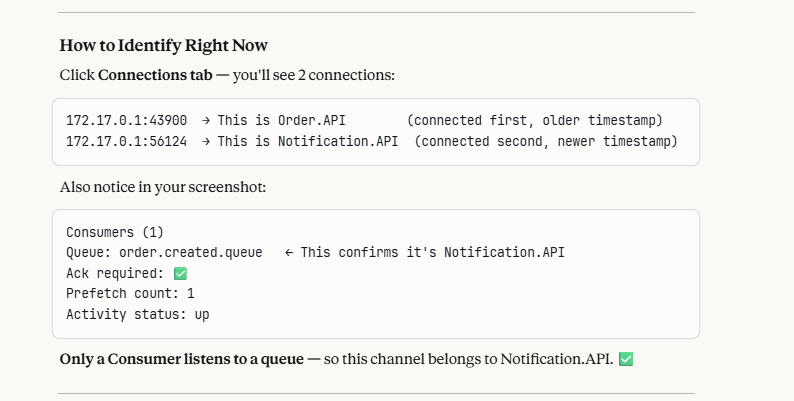 How to Identify Right Now
Click Connections tab — you'll see 2 connections:
172.17.0.1:43900  → This is Order.API        (connected first, older timestamp)
172.17.0.1:56124  → This is Notification.API  (connected second, newer timestamp)
Also notice in your screenshot:
Consumers (1)
Queue: order.created.queue   ← This confirms it's Notification.API
Ack required: ✅
Prefetch count: 1
Activity status: up
Only a Consumer listens to a queue — so this channel belongs to Notification.API. ✅